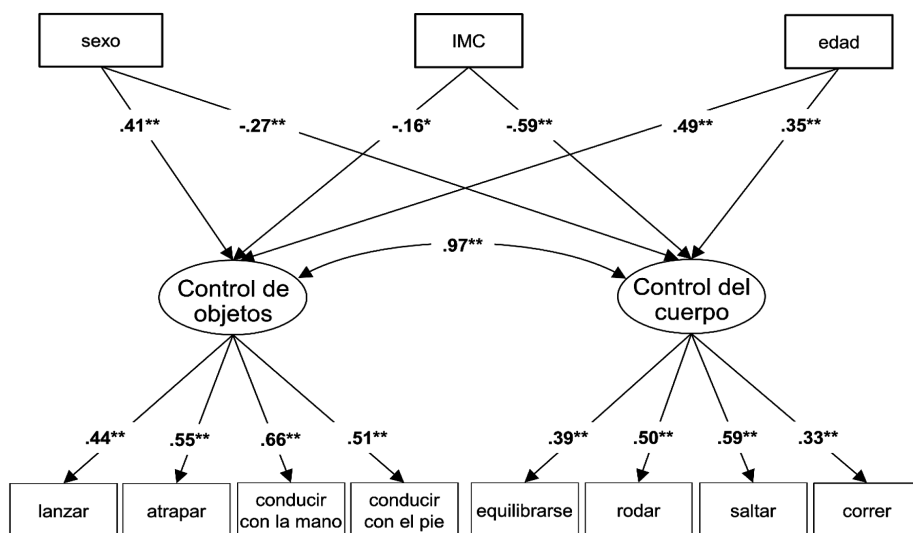 sexo
IMC
edad
.41**
-.27**
-.16*
-.59**
.49**
.35**
.97**
Control de
objetos
Control del
cuerpo
.44**
.55**
.66**
.51**
.39**
.50**
.59**
.33**
lanzar
atrapar
conducir
con la mano
conducir
con el pie
equilibrarse
rodar
saltar
correr